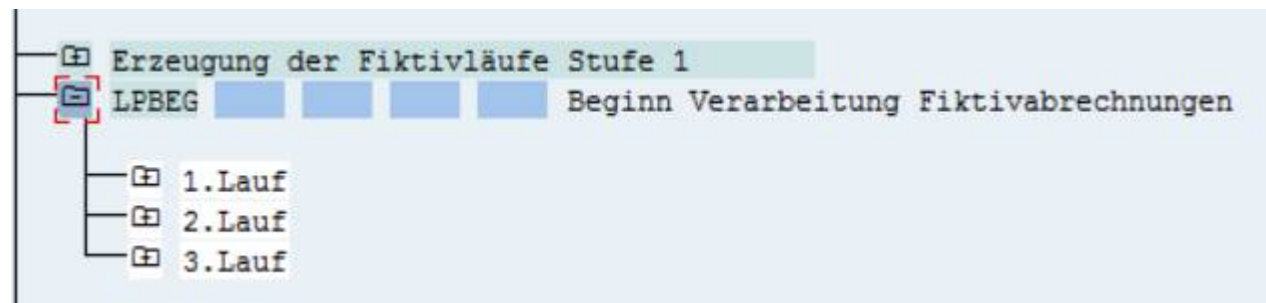 Erzeugung der Fiktivläufe Stufe 1
LPBEG Beginn Verarbeitung Fiktivabrechnungen
1.Lauf
2.Lauf
3.Lauf